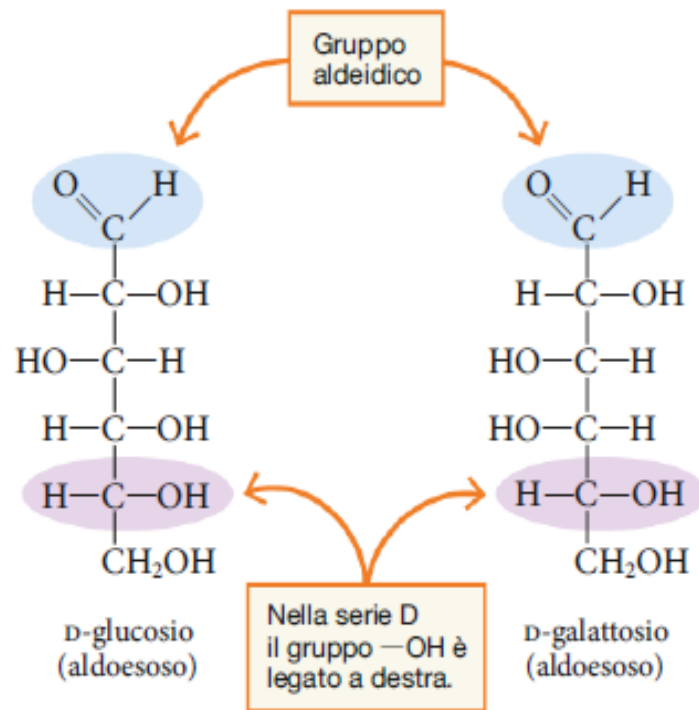 Gruppo
aldeidico
O H
C
H—C—OH
HO—C—H
H—C—OH
H—C—OH
CH₂OH
D-glucosio
(aldoesoso)
O H
C
H—C—OH
HO—C—H
HO—C—H
H—C—OH
CH₂OH
D-galattosio
(aldoesoso)
Nella serie D
il gruppo —OH è
legato a destra.